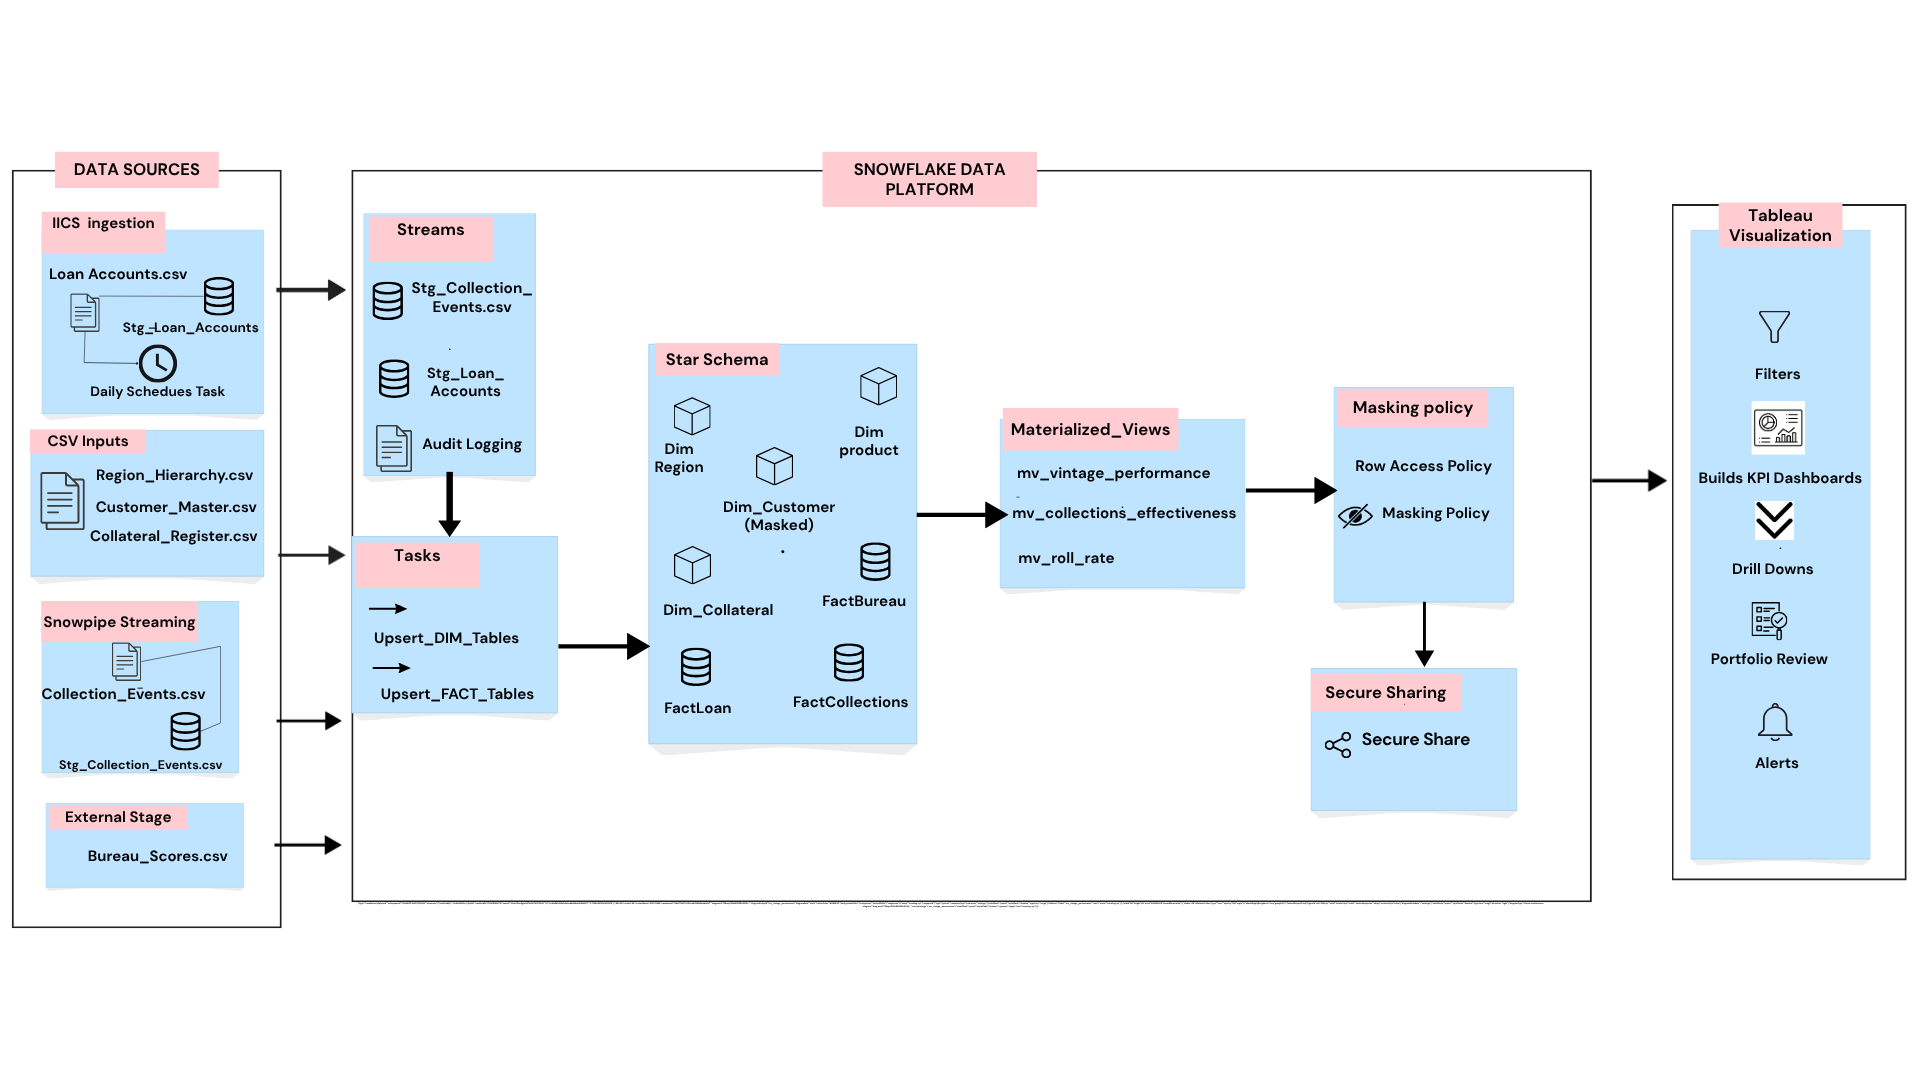 DATA SOURCES
IICS ingestion
Loan Accounts.csv
Stg_Loan_Accounts
Daily Schedues Task
CSV Inputs
Region_Hierarchy.csv
Customer_Master.csv
Collateral_Register.csv
Snowpipe Streaming
Collection_Events.csv
Stg_Collection_Events.csv
External Stage
Bureau_Scores.csv
SNOWFLAKE DATA
PLATFORM
Streams
Stg_Collection_
Events.csv
Stg_Loan_
Accounts
Audit Logging
Tasks
Upsert_DIM_Tables
Upsert_FACT_Tables
Star Schema
Dim
Region
Dim
product
Dim_Customer
(Masked)
Dim_Collateral
FactBureau
FactLoan
FactCollections
Materialized_Views
mv_vintage_performance
mv_collections_effectiveness
mv_roll_rate
Masking policy
Row Access Policy
Masking Policy
Secure Sharing
Secure Share
Tableau
Visualization
Filters
Builds KPI Dashboards
Drill Downs
Portfolio Review
Alerts